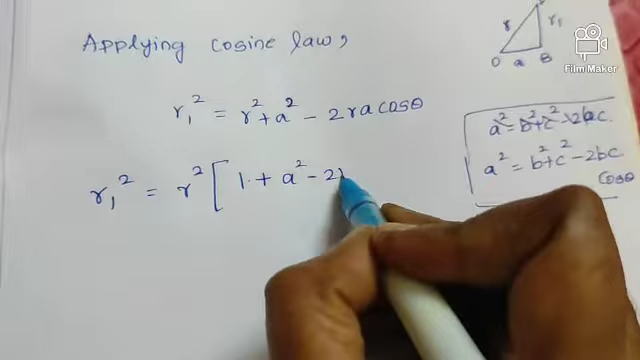 Applying cosine law,
r₁² = r² + a² - 2ra cosθ
r₁² = r² [ 1 + a² - 2
r
r₁
O
a
B
Film Maker
a² = b² + c² - 2bc
a² = b² + c² - 2bc
cosθ